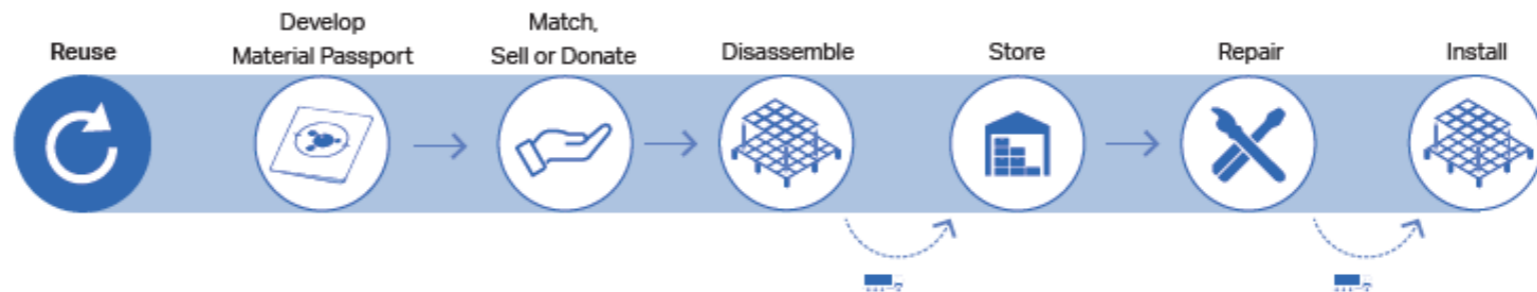 Reuse
Develop
Material Passport
Match,
Sell or Donate
Disassemble
Store
Repair
Install